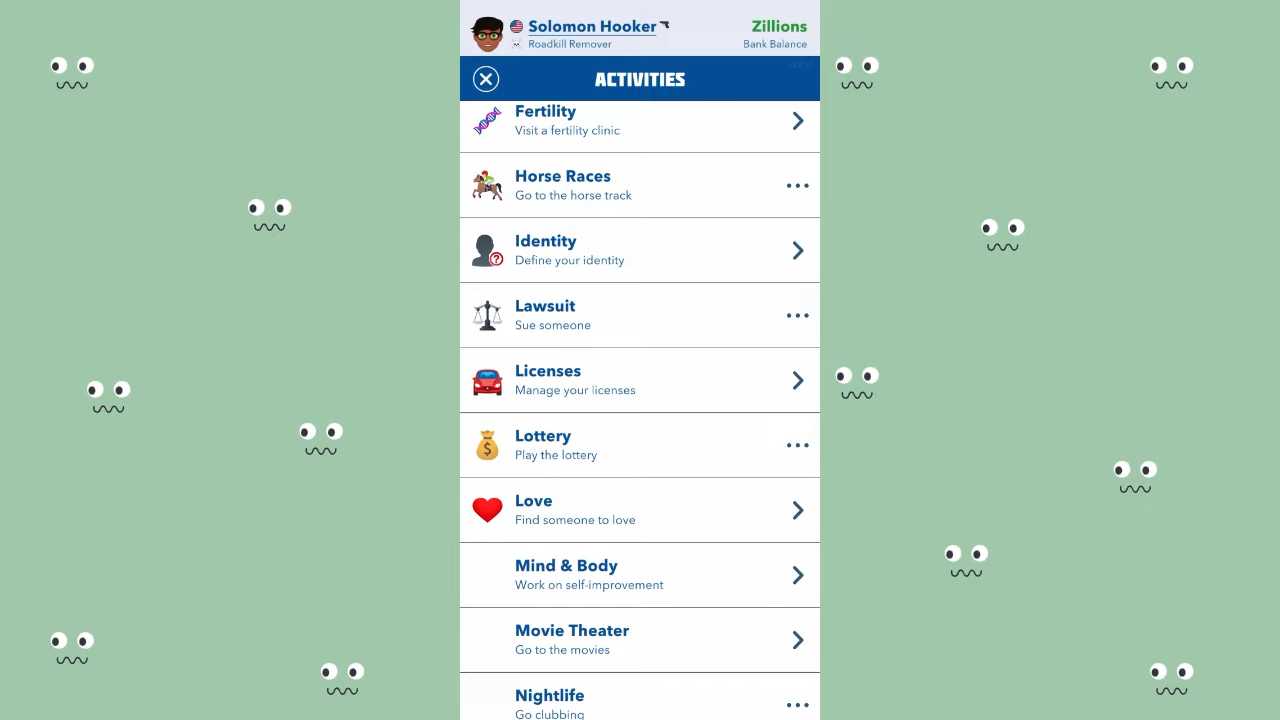 Solomon Hooker
Zillions
Roadkill Remover
Bank Balance
ACTIVITIES
Fertility
Visit a fertility clinic
Horse Races
Go to the horse track
Identity
Define your identity
Lawsuit
Sue someone
Licenses
Manage your licenses
Lottery
Play the lottery
Love
Find someone to love
Mind & Body
Work on self-improvement
Movie Theater
Go to the movies
Nightlife
Go clubbing